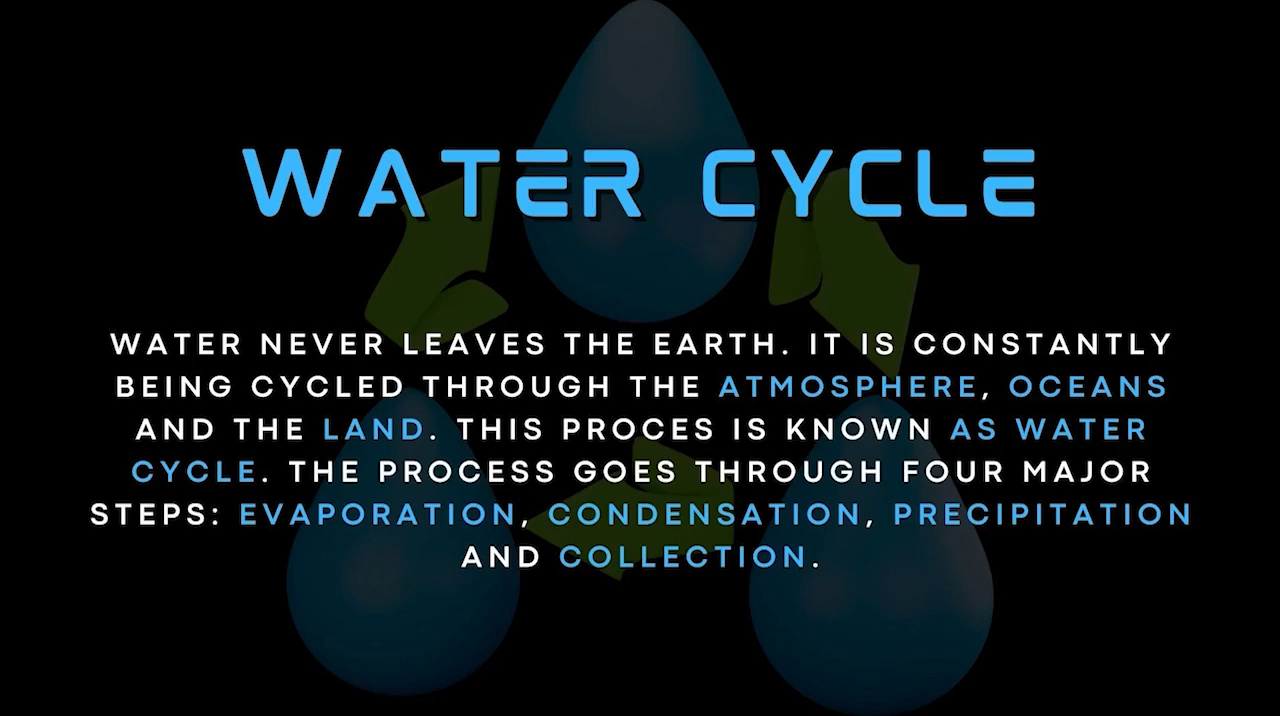 WATER CYCLE
WATER NEVER LEAVES THE EARTH. IT IS CONSTANTLY
BEING CYCLED THROUGH THE ATMOSPHERE, OCEANS
AND THE LAND. THIS PROCES IS KNOWN AS WATER
CYCLE. THE PROCESS GOES THROUGH FOUR MAJOR
STEPS: EVAPORATION, CONDENSATION, PRECIPITATION
AND COLLECTION.